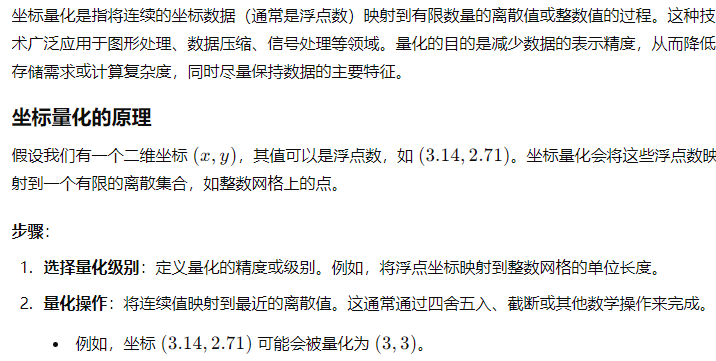 坐标量化是指将连续的坐标数据（通常是浮点数）映射到有限数量的离散值或整数值的过程。这种技
术广泛应用于图形处理、数据压缩、信号处理等领域。量化的目的是减少数据的表示精度，从而降低
存储需求或计算复杂度，同时尽量保持数据的主要特征。
坐标量化的原理
假设我们有一个二维坐标 (x, y)，其值可以是浮点数，如 (3.14, 2.71)。坐标量化会将这些浮点数映
射到一个有限的离散集合，如整数网格上的点。
步骤：
1. 选择量化级别：定义量化的精度或级别。例如，将浮点坐标映射到整数网格的单位长度。
2. 量化操作：将连续值映射到最近的离散值。这通常通过四舍五入、截断或其他数学操作来完成。
• 例如，坐标 (3.14, 2.71) 可能会被量化为 (3, 3)。